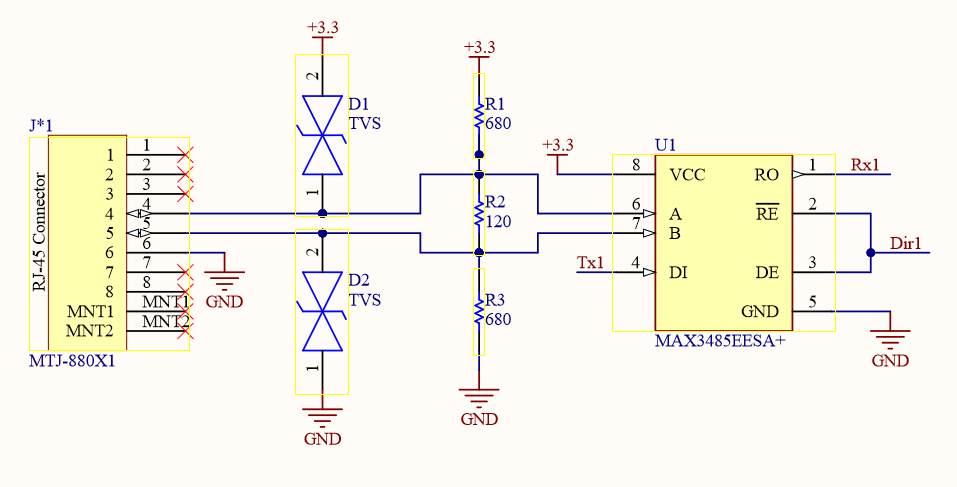 +3.3
+3.3
2
D1
TVS
1
R1
680
J*1
RJ-45 Connector
1 1
2 2
3 3
4 4
5 5
6 6
7 7
8 8
MNT1 MNT1
MNT2 MNT2
MTJ-880X1
GND
R2
120
2
D2
TVS
1
GND
R3
680
GND
+3.3
U1
8 VCC RO 1 Rx1
6 A RE 2
7 B
Dir1
Tx1 4 DI DE 3
GND 5
MAX3485EESA+
GND